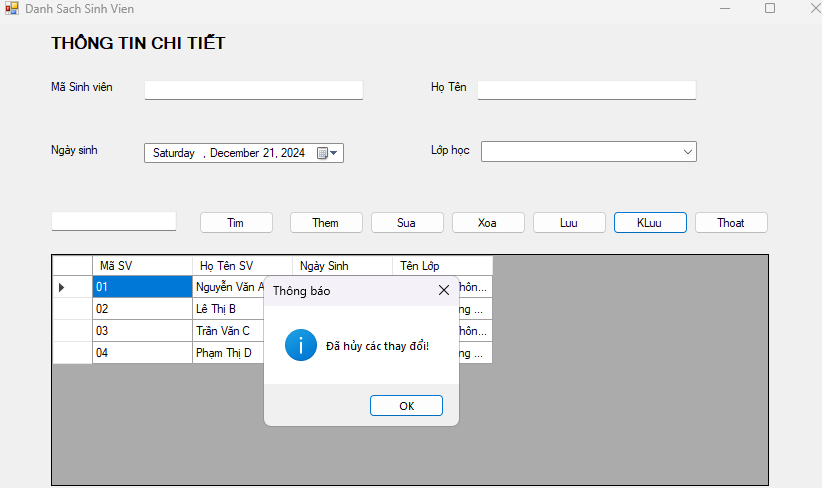 Danh Sach Sinh Vien
THÔNG TIN CHI TIẾT
Mã Sinh viên
Họ Tên
Ngày sinh
Saturday , December 21, 2024
Lớp học
Tim
Them
Sua
Xoa
Luu
KLuu
Thoat
Mã SV Họ Tên SV Ngày Sinh Tên Lớp
01 Nguyễn Văn A
02 Lê Thị B
03 Trần Văn C
04 Phạm Thị D
Thông báo
Đã hủy các thay đổi!
OK